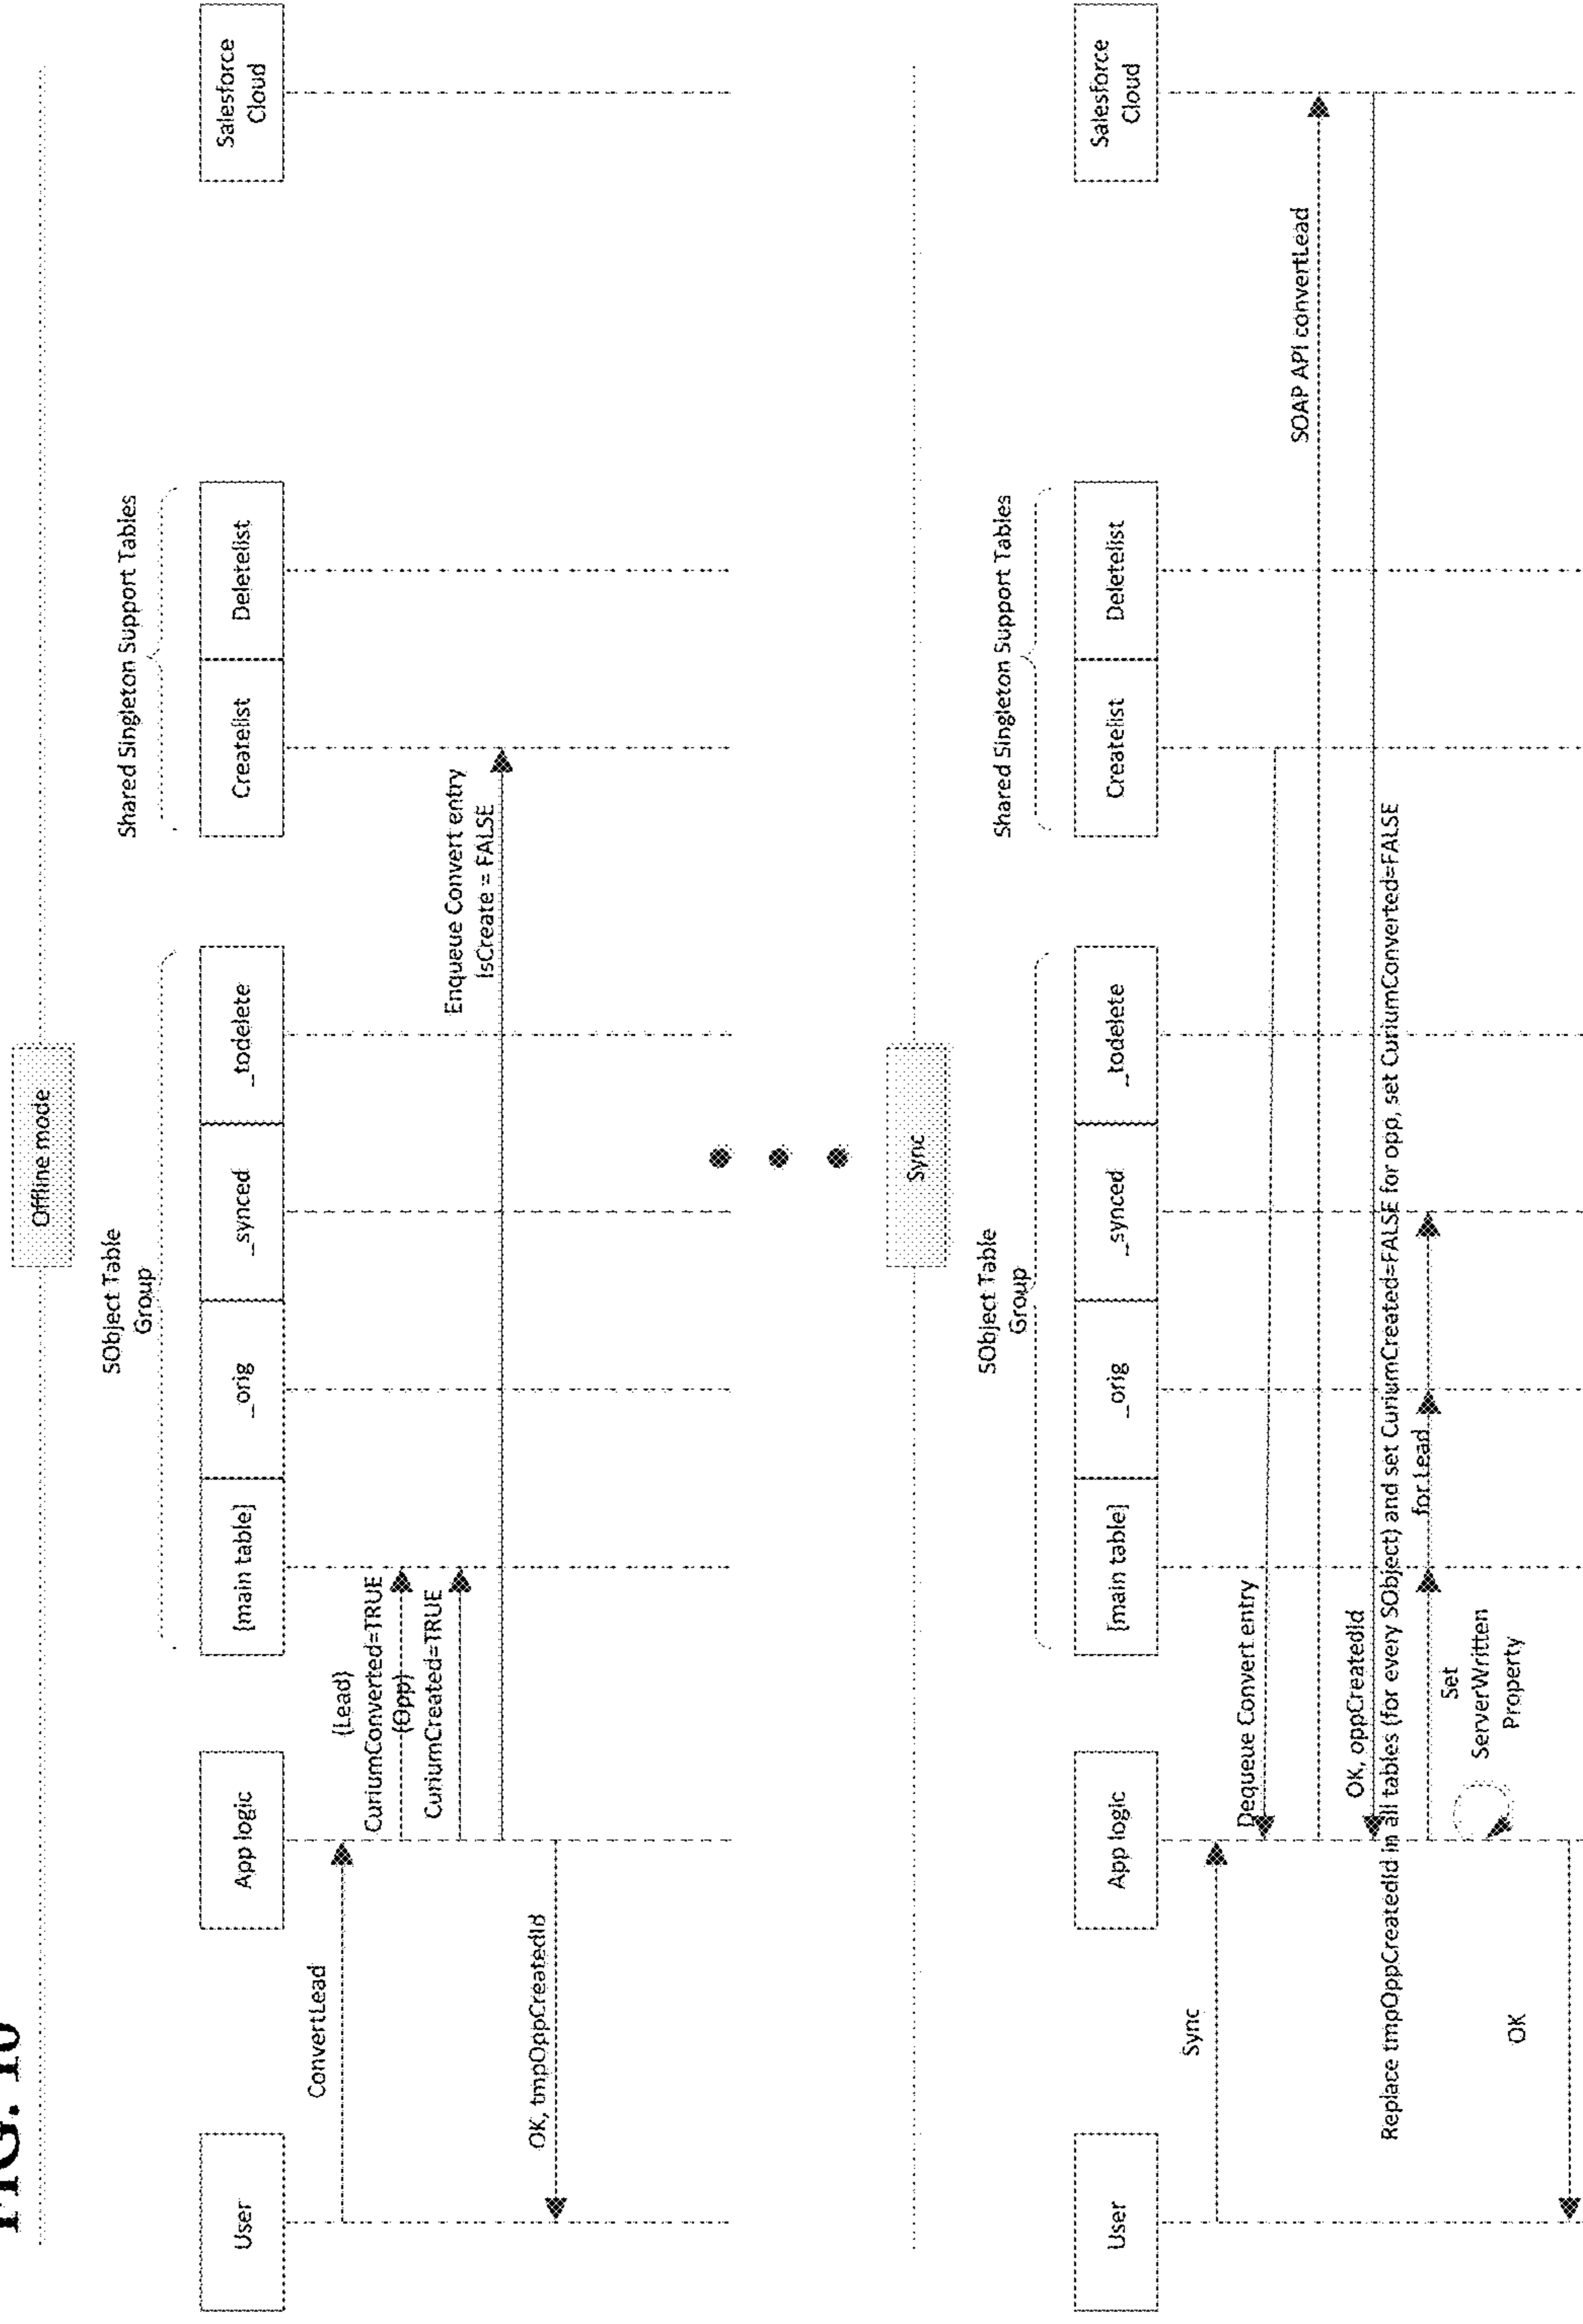 FIG. 10
Offline mode
SObject Table
Group
Shared Singleton Support Tables
User
App logic
[main table]
_orig
_synced
_todelete
Createlist
Deletelist
Salesforce
Cloud
ConvertLead
(Lead)
CuriumConverted=TRUE
(Opp)
CuriumCreated=TRUE
Enqueue Convert entry
IsCreate = FALSE
OK, tmpOppCreatedId
Sync
SObject Table
Group
Shared Singleton Support Tables
User
App logic
[main table]
_orig
_synced
_todelete
Createlist
Deletelist
Salesforce
Cloud
Sync
Dequeue Convert entry
SOAP API convertLead
OK, oppCreatedId
Replace tmpOppCreatedId in all tables (for every SObject) and set CuriumCreated=FALSE for opp, set CuriumConverted=FALSE
for Lead
Set
ServerWritten
Property
OK